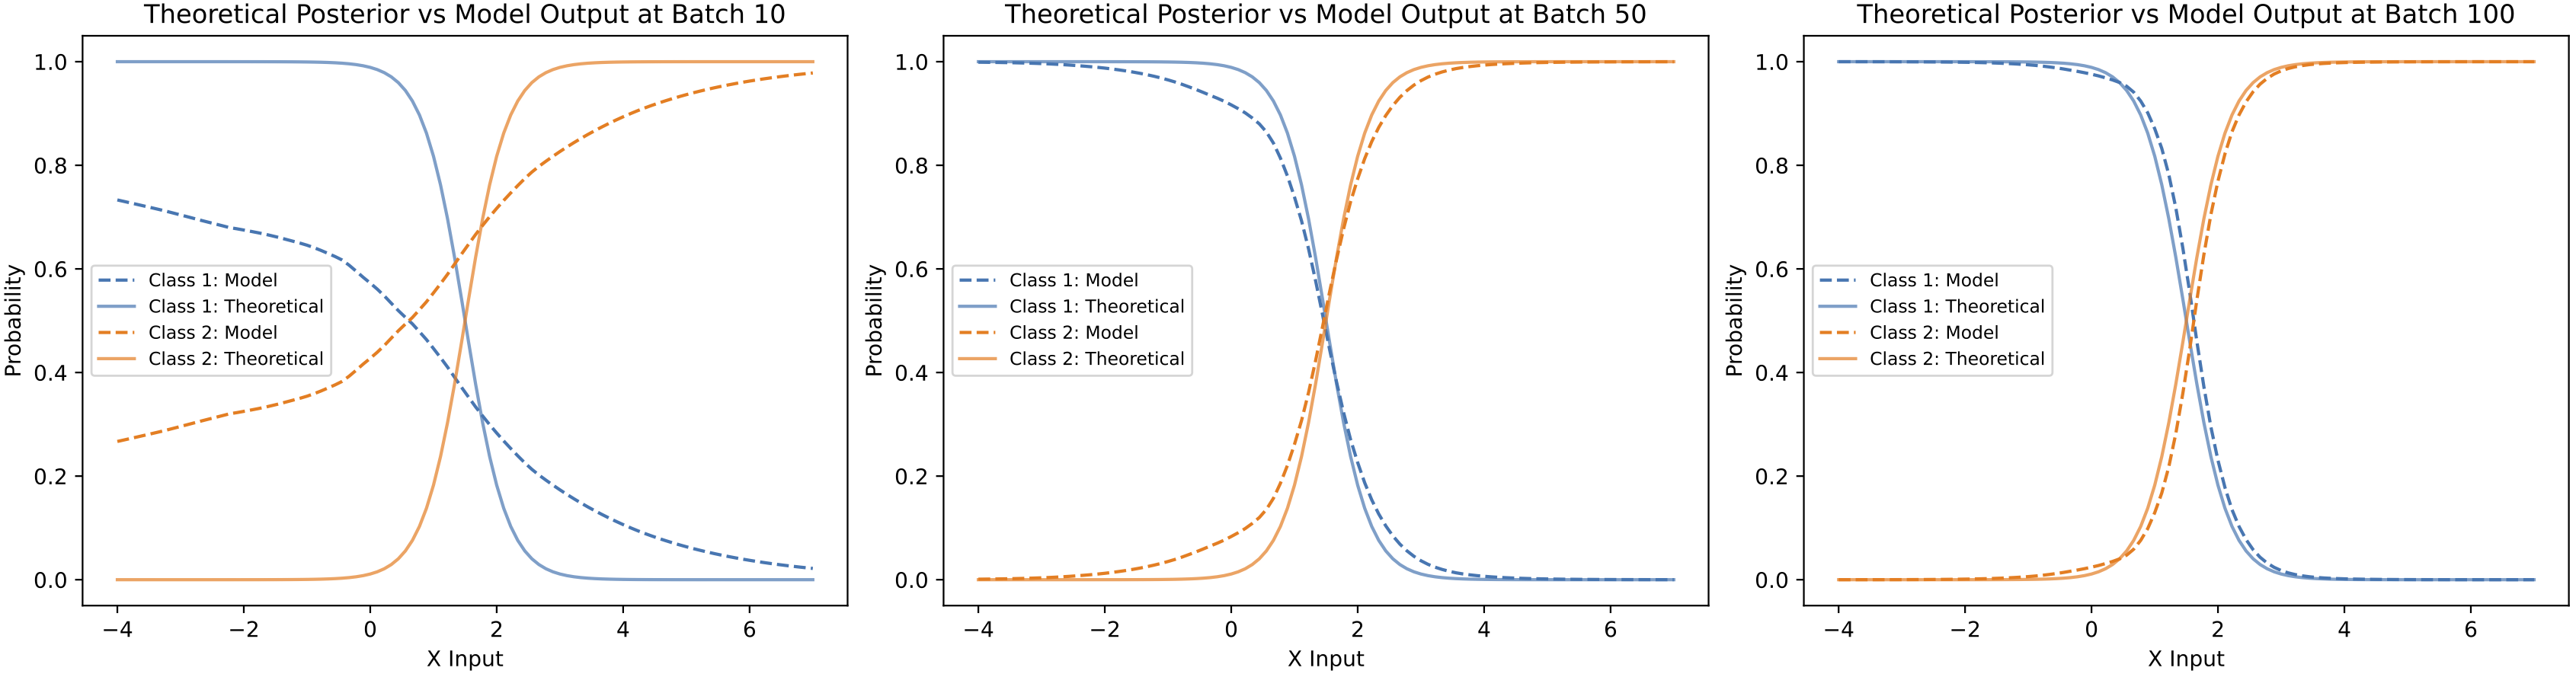 Theoretical Posterior vs Model Output at Batch 10
1.0
0.8
0.6
0.4
0.2
0.0
Probability
Class 1: Model
Class 1: Theoretical
Class 2: Model
Class 2: Theoretical
−4 −2 0 2 4 6
X Input
Theoretical Posterior vs Model Output at Batch 50
1.0
0.8
0.6
0.4
0.2
0.0
Probability
Class 1: Model
Class 1: Theoretical
Class 2: Model
Class 2: Theoretical
−4 −2 0 2 4 6
X Input
Theoretical Posterior vs Model Output at Batch 100
1.0
0.8
0.6
0.4
0.2
0.0
Probability
Class 1: Model
Class 1: Theoretical
Class 2: Model
Class 2: Theoretical
−4 −2 0 2 4 6
X Input